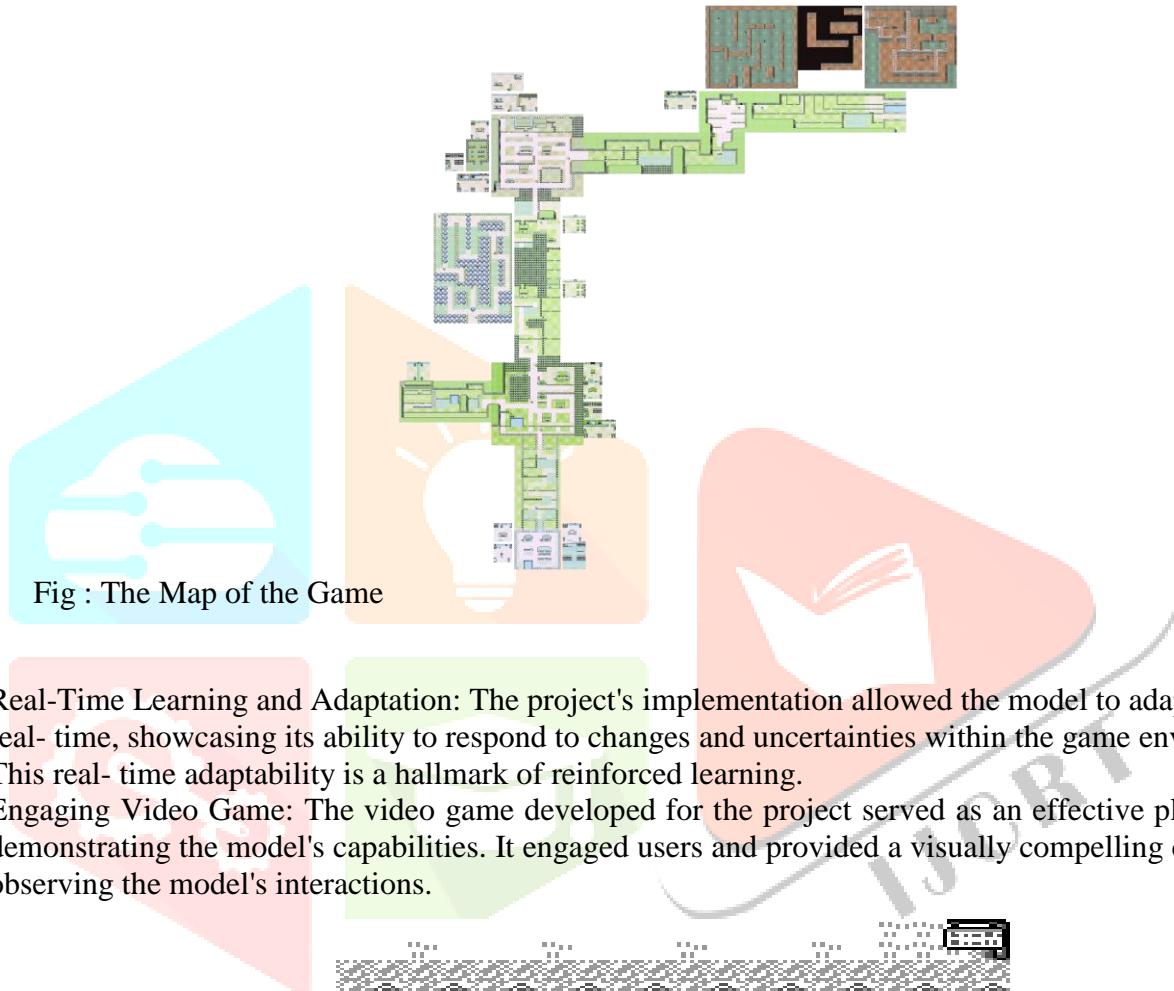 Fig : The Map of the Game
Real-Time Learning and Adaptation: The project's implementation allowed the model to
real- time, showcasing its ability to respond to changes and uncertainties within the game
This real- time adaptability is a hallmark of reinforced learning.
Engaging Video Game: The video game developed for the project served as an effective
demonstrating the model's capabilities. It engaged users and provided a visually compelling
observing the model's interactions.
IJCRT